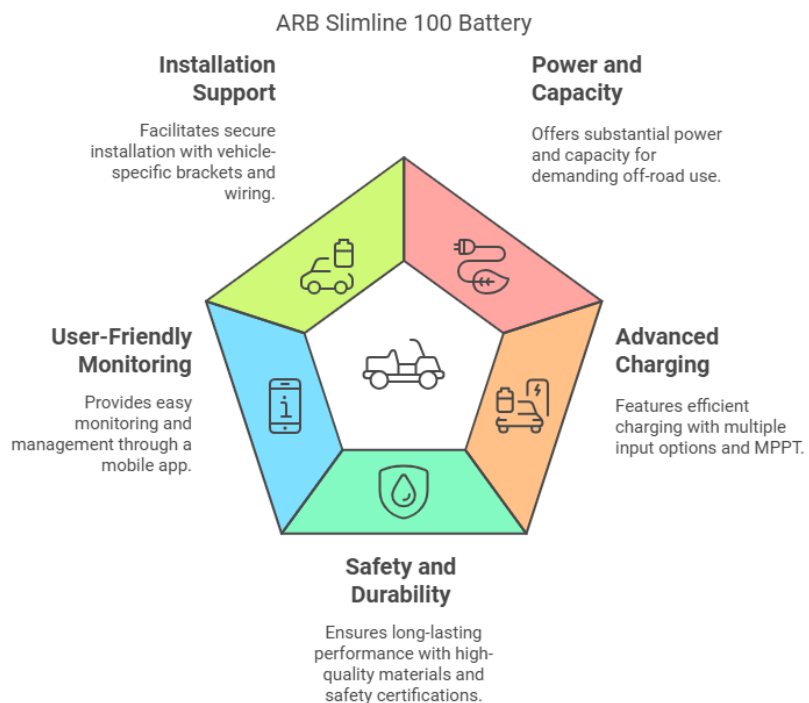 ARB Slimline 100 Battery
Installation
Support
Facilitates secure
installation with vehicle-
specific brackets and
wiring.
Power and
Capacity
Offers substantial power
and capacity for
demanding off-road use.
User-Friendly
Monitoring
Provides easy
monitoring and
management through a
mobile app.
Advanced
Charging
Features efficient
charging with multiple
input options and MPPT.
Safety and
Durability
Ensures long-lasting
performance with high-
quality materials and
safety certifications.